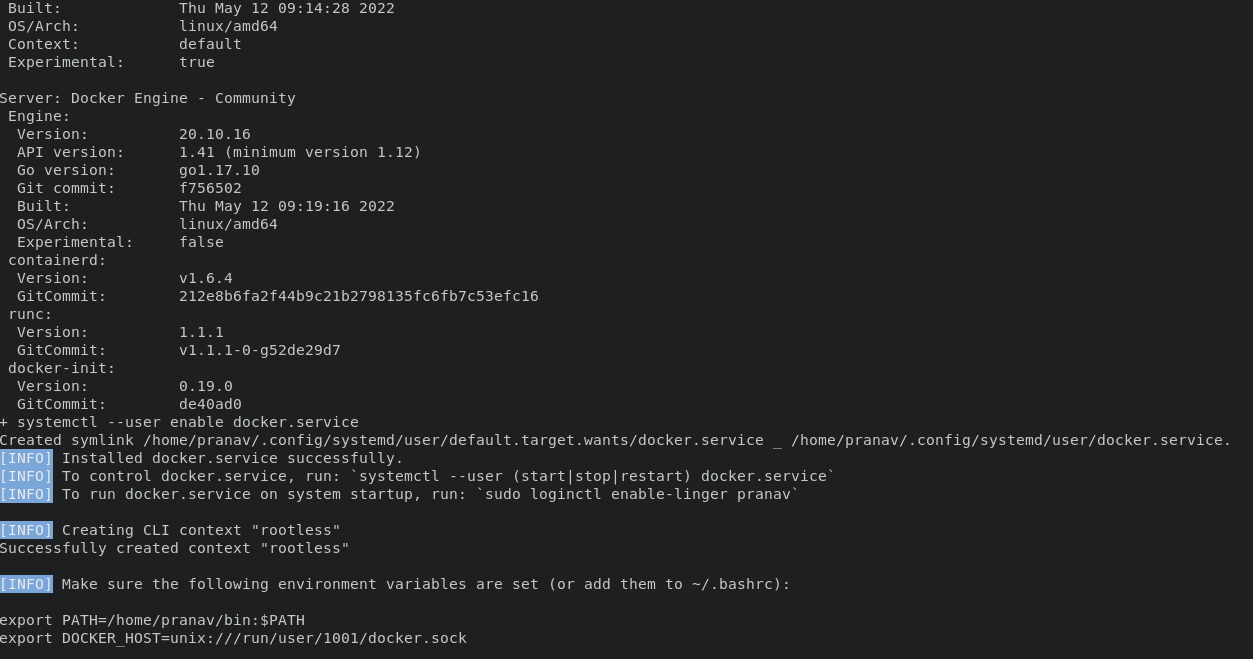 Built: Thu May 12 09:14:28 2022
OS/Arch: linux/amd64
Context: default
Experimental: true
Server: Docker Engine - Community
Engine:
Version: 20.10.16
API version: 1.41 (minimum version 1.12)
Go version: go1.17.10
Git commit: f756502
Built: Thu May 12 09:19:16 2022
OS/Arch: linux/amd64
Experimental: false
containerd:
Version: v1.6.4
GitCommit: 212e8b6fa2f44b9c21b2798135fc6fb7c53efc16
runc:
Version: 1.1.1
GitCommit: v1.1.1-0-g52de29d7
docker-init:
Version: 0.19.0
GitCommit: de40ad0
+ systemctl --user enable docker.service
Created symlink /home/pranav/.config/systemd/user/default.target.wants/docker.service _ /home/pranav/.config/systemd/user/docker.service.
[INFO] Installed docker.service successfully.
[INFO] To control docker.service, run: `systemctl --user (start|stop|restart) docker.service`
[INFO] To run docker.service on system startup, run: `sudo loginctl enable-linger pranav`
[INFO] Creating CLI context "rootless"
Successfully created context "rootless"
[INFO] Make sure the following environment variables are set (or add them to ~/.bashrc):
export PATH=/home/pranav/bin:$PATH
export DOCKER_HOST=unix:///run/user/1001/docker.sock